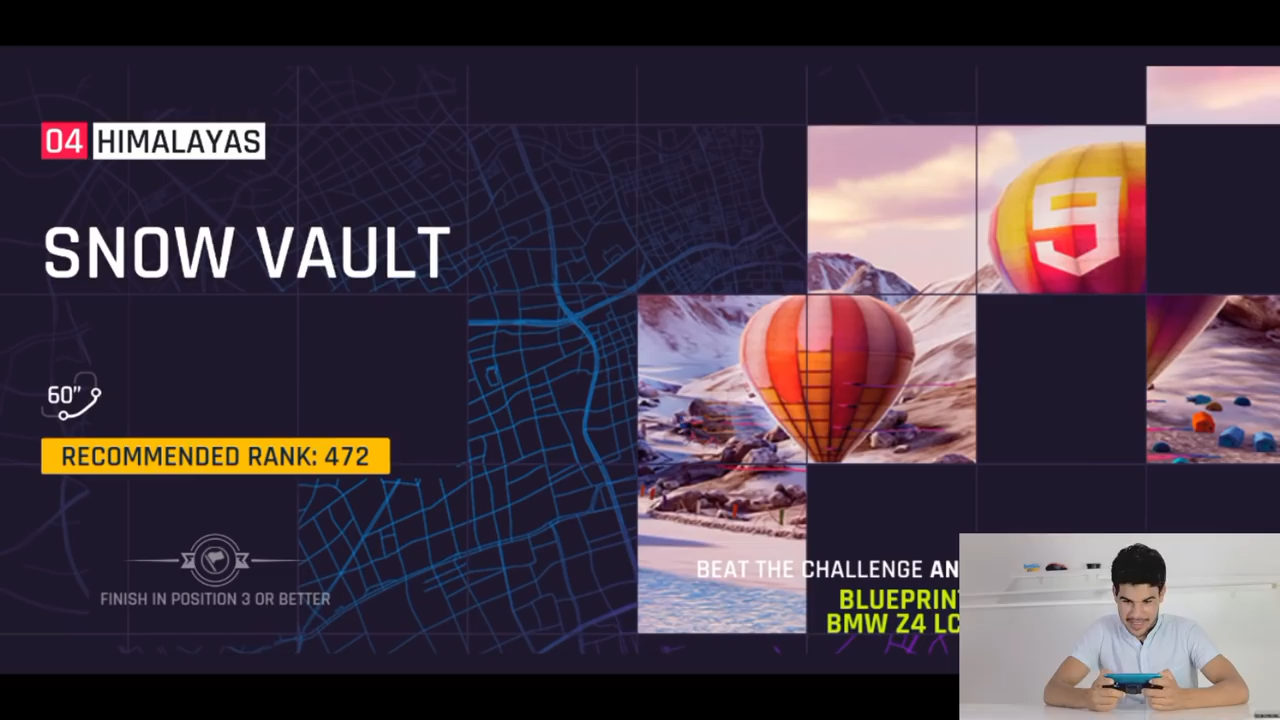 04 HIMALAYAS
9
SNOW VAULT
60”
RECOMMENDED RANK: 472
BEAT THE CHALLENGE AN
FINISH IN POSITION 3 OR BETTER
BLUEPRIN
BMW Z4 LC